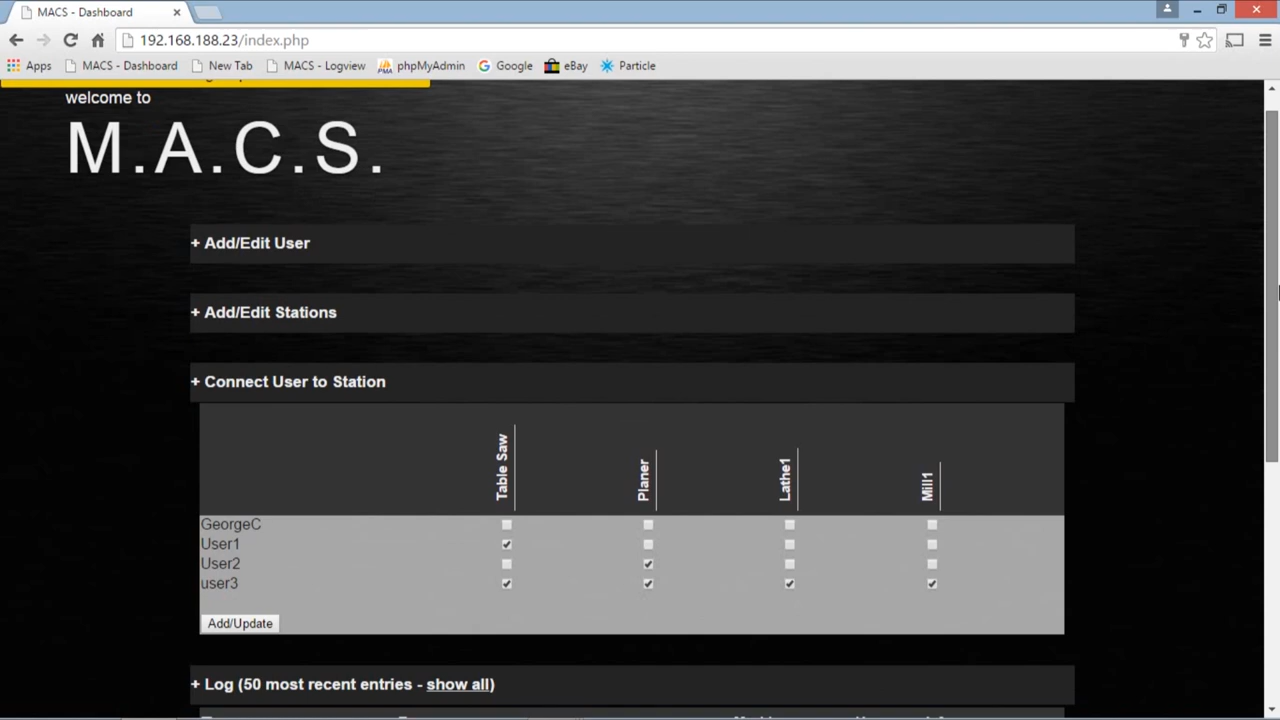 MACS - Dashboard
192.168.188.23/index.php
Apps MACS - Dashboard New Tab MACS - Logview phpMyAdmin Google eBay Particle
welcome to
M.A.C.S.
+ Add/Edit User
+ Add/Edit Stations
+ Connect User to Station
Table Saw Planer Lathe1 Mill1
GeorgeC
User1
User2
user3
Add/Update
+ Log (50 most recent entries - show all)